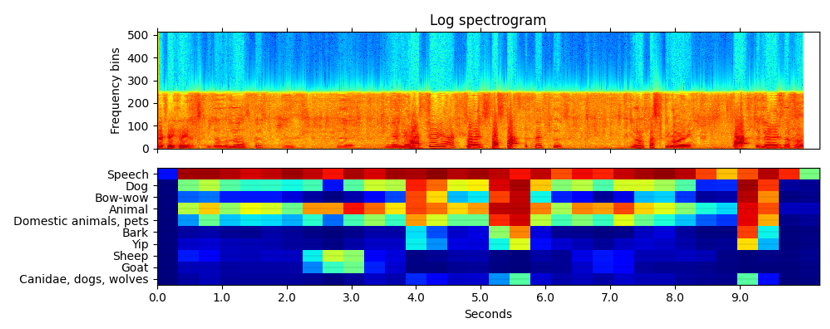 Log spectrogram
Frequency bins
500
400
300
200
100
0
Speech
Dog
Bow-wow
Animal
Domestic animals, pets
Bark
Yip
Sheep
Goat
Canidae, dogs, wolves
0.0 1.0 2.0 3.0 4.0 5.0 6.0 7.0 8.0 9.0
Seconds